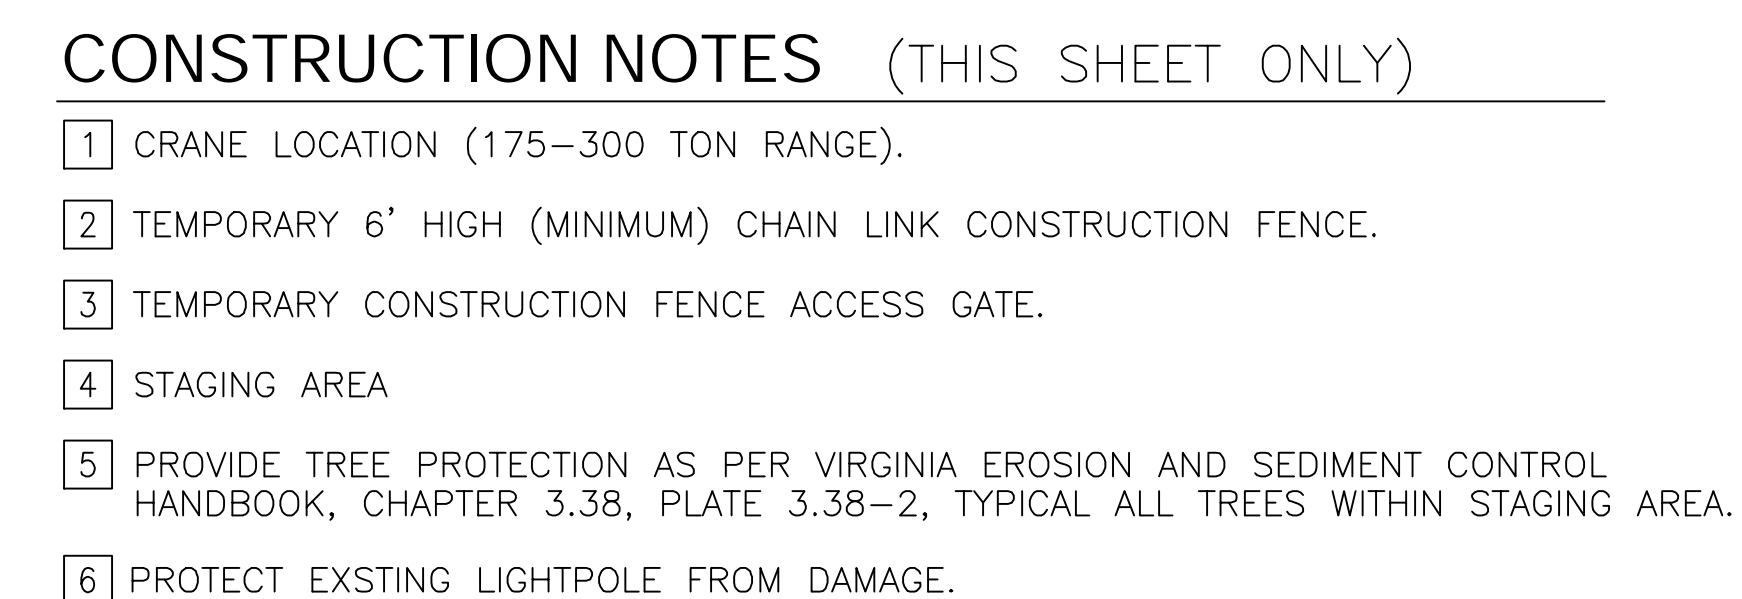 CONSTRUCTION NOTES (THIS SHEET ONLY)
1 CRANE LOCATION (175-300 TON RANGE).
2 TEMPORARY 6' HIGH (MINIMUM) CHAIN LINK CONSTRUCTION FENCE.
3 TEMPORARY CONSTRUCTION FENCE ACCESS GATE.
4 STAGING AREA
5 PROVIDE TREE PROTECTION AS PER VIRGINIA EROSION AND SEDIMENT CONTROL
HANDBOOK, CHAPTER 3.38, PLATE 3.38-2, TYPICAL ALL TREES WITHIN STAGING AREA.
6 PROTECT EXSTING LIGHTPOLE FROM DAMAGE.